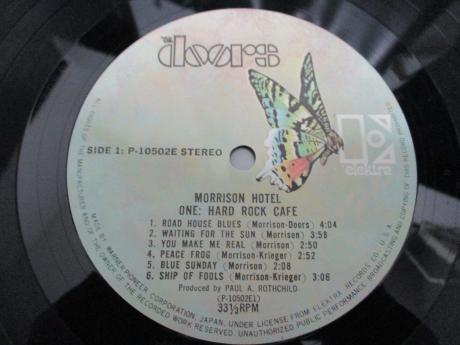 THE
doors
SIDE 1: P-10502E STEREO
E
elektra
MORRISON HOTEL
ONE: HARD ROCK CAFE
1. ROAD HOUSE BLUES (Morrison-Doors) 4:04
2. WAITING FOR THE SUN (Morrison) 3:58
3. YOU MAKE ME REAL (Morrison) 2:50
4. PEACE FROG (Morrison-Krieger) 2:52
5. BLUE SUNDAY (Morrison) 2:08
6. SHIP OF FOOLS (Morrison-Krieger) 3:06
Produced by PAUL A. ROTHCHILD
(P-10502E1)
33⅓RPM
MADE BY WARNER-PIONEER CORPORATION, JAPAN, UNDER LICENSE FROM ELEKTRA RECORDS CO., U.S.A.
ALL RIGHTS OF THE MANUFACTURERS AND OF THE OWNER OF THE RECORDED WORK RESERVED. UNAUTHORIZED PUBLIC PERFORMANCE, BROADCASTING AND COPYING OF THIS RECORD PROHIBITED